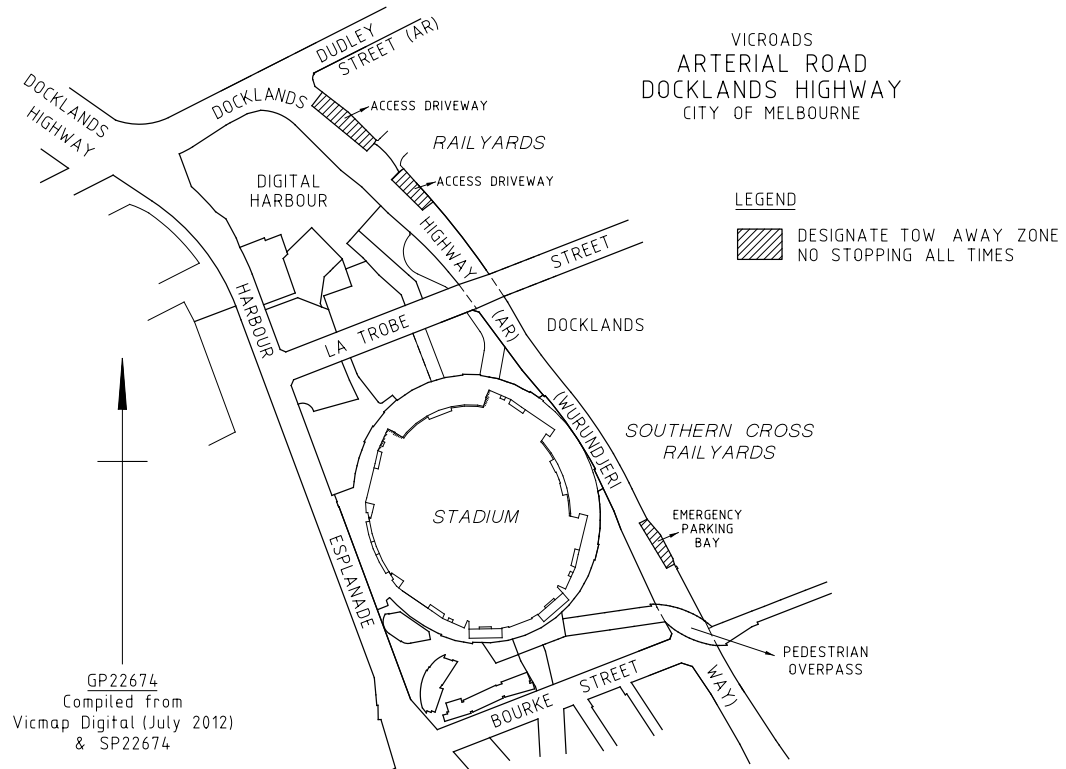 VICROADS
ARTERIAL ROAD
DOCKLANDS HIGHWAY
CITY OF MELBOURNE
DUDLEY
STREET (AR)
DOCKLANDS
HIGHWAY
DOCKLANDS
ACCESS DRIVEWAY
RAILYARDS
ACCESS DRIVEWAY
DIGITAL
HARBOUR
LEGEND
DESIGNATE TOW AWAY ZONE
NO STOPPING ALL TIMES
HIGHWAY
STREET
HARBOUR
LA TROBE
(AR)
DOCKLANDS
(WURUNDJERI
SOUTHERN CROSS
RAILYARDS
STADIUM
EMERGENCY
PARKING
BAY
ESPLANADE
PEDESTRIAN
OVERPASS
BOURKE STREET
WAY)
GP22674
Compiled from
Vicmap Digital (July 2012)
& SP22674